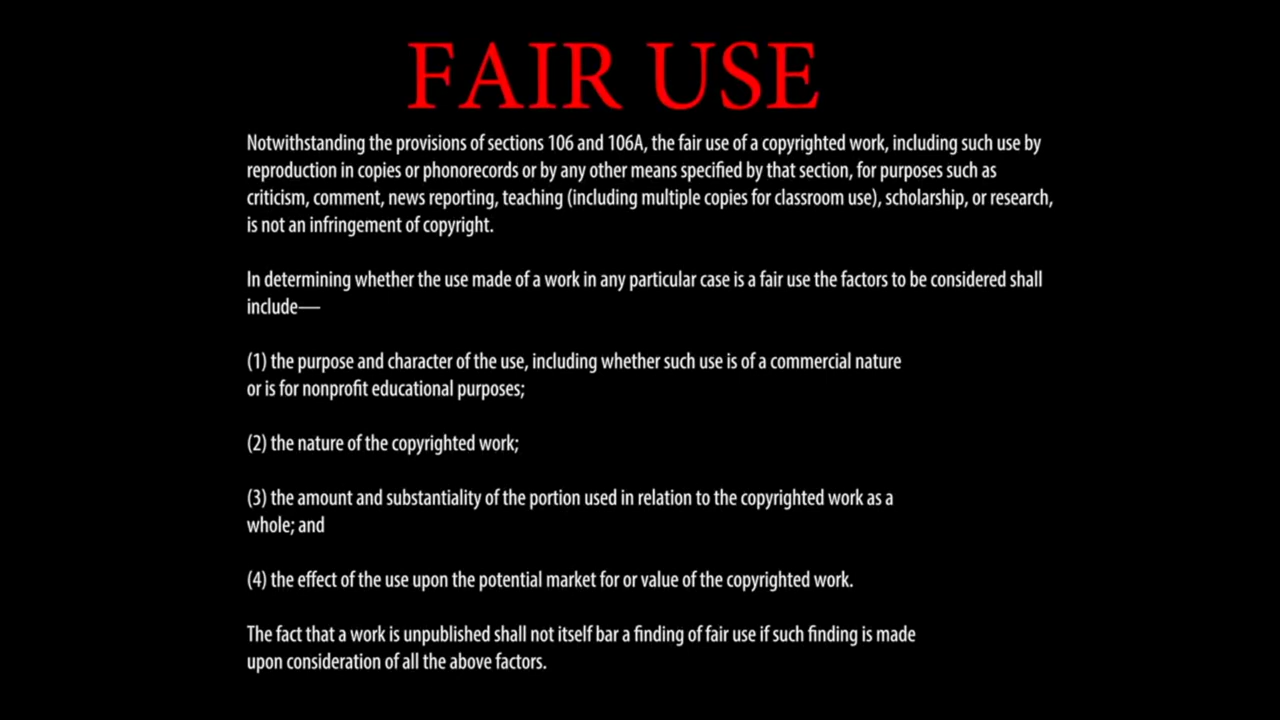 FAIR USE
Notwithstanding the provisions of sections 106 and 106A, the fair use of a copyrighted work, including such use by
reproduction in copies or phonorecords or by any other means specified by that section, for purposes such as
criticism, comment, news reporting, teaching (including multiple copies for classroom use), scholarship, or research,
is not an infringement of copyright.
In determining whether the use made of a work in any particular case is a fair use the factors to be considered shall
include—
(1) the purpose and character of the use, including whether such use is of a commercial nature
or is for nonprofit educational purposes;
(2) the nature of the copyrighted work;
(3) the amount and substantiality of the portion used in relation to the copyrighted work as a
whole; and
(4) the effect of the use upon the potential market for or value of the copyrighted work.
The fact that a work is unpublished shall not itself bar a finding of fair use if such finding is made
upon consideration of all the above factors.